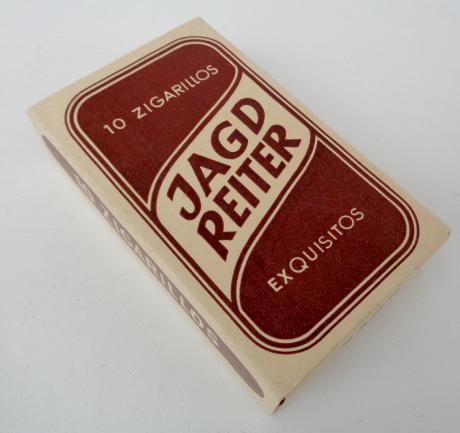 10 ZIGARILLOS
JAGD
REITER
EXQUISITOS
10 ZIGARILLOS